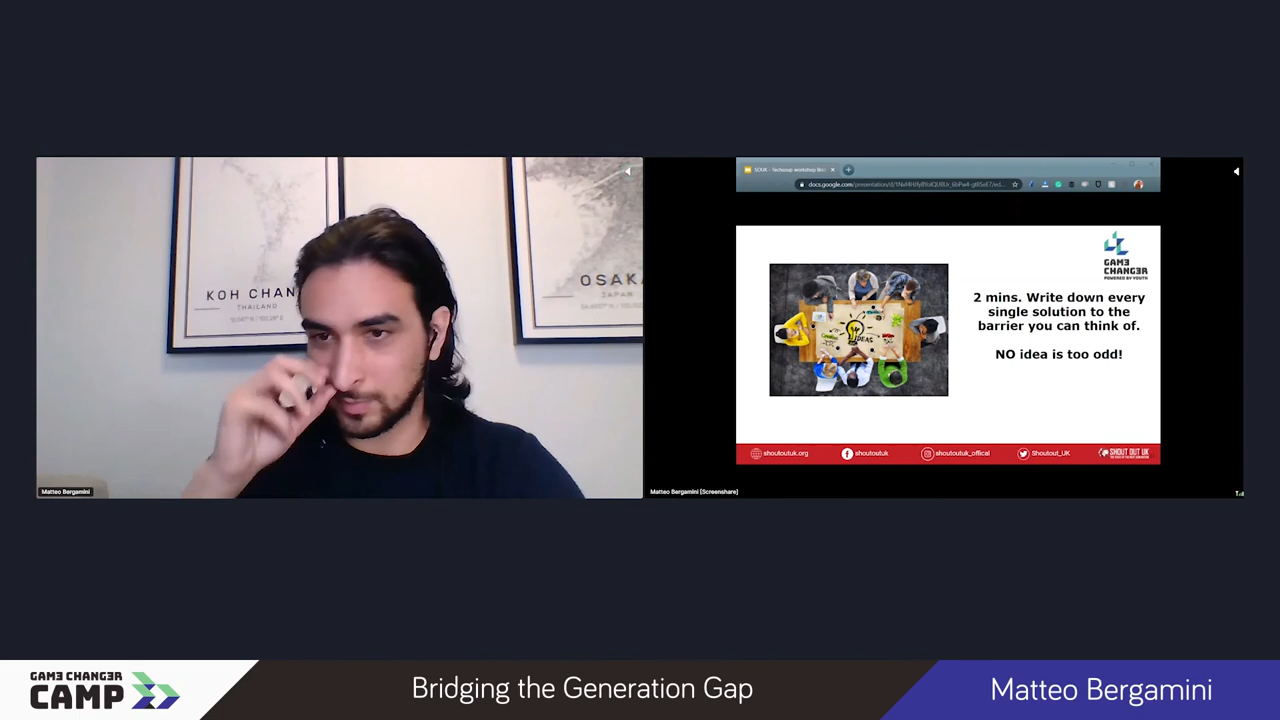 KOH CHAN
THAILAND
OSAKA
JAPAN
Matteo Bergamini
docs.google.com/presentation/d/
GAM3
CHANG3R
POWERED BY YOUTH
IDEAS
2 mins. Write down every
single solution to the
barrier you can think of.
NO idea is too odd!
shoutoutuk.org
shoutoutuk
shoutoutuk_offical
Shoutout_UK
SHOUT OUT UK
Matteo Bergamini [Screenshare]
GAM3 CHANG3R
CAMP
Bridging the Generation Gap
Matteo Bergamini